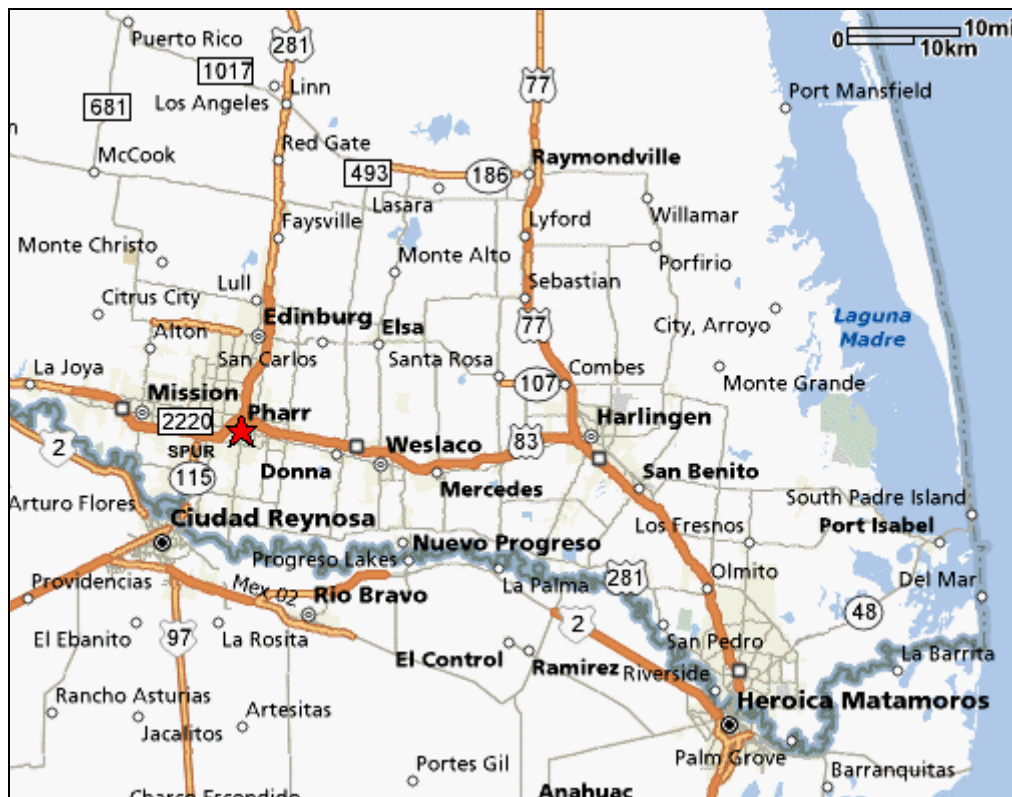 10mi
0
10km
Puerto Rico
281
1017
Linn
77
681
Los Angeles
Port Mansfield
Red Gate
McCook
493
186
Raymondville
Lasara
Willamar
Faysville
Lyford
Monte Christo
Monte Alto
Porfirio
Lull
Sebastian
Citrus City
Edinburg
Elsa
77
City, Arroyo
Laguna
Madre
Alton
San Carlos
Santa Rosa
Combes
La Joya
107
Monte Grande
Mission
Pharr
Harlingen
2220
83
2
SPUR
Weslaco
115
Donna
San Benito
Mercedes
Arturo Flores
South Padre Island
Ciudad Reynosa
Los Fresnos
Port Isabel
Nuevo Progreso
Progreso Lakes
281
Olmito
Providencias
Mex 02
La Palma
Del Mar
Rio Bravo
48
2
El Ebanito
97
La Rosita
San Pedro
La Barrita
El Control
Ramirez
Riverside
Rancho Asturias
Heroica Matamoros
Artesitas
Jacalitos
Portes Gil
Palm Grove
Barranquitas
Charco Escondido
Anahuac